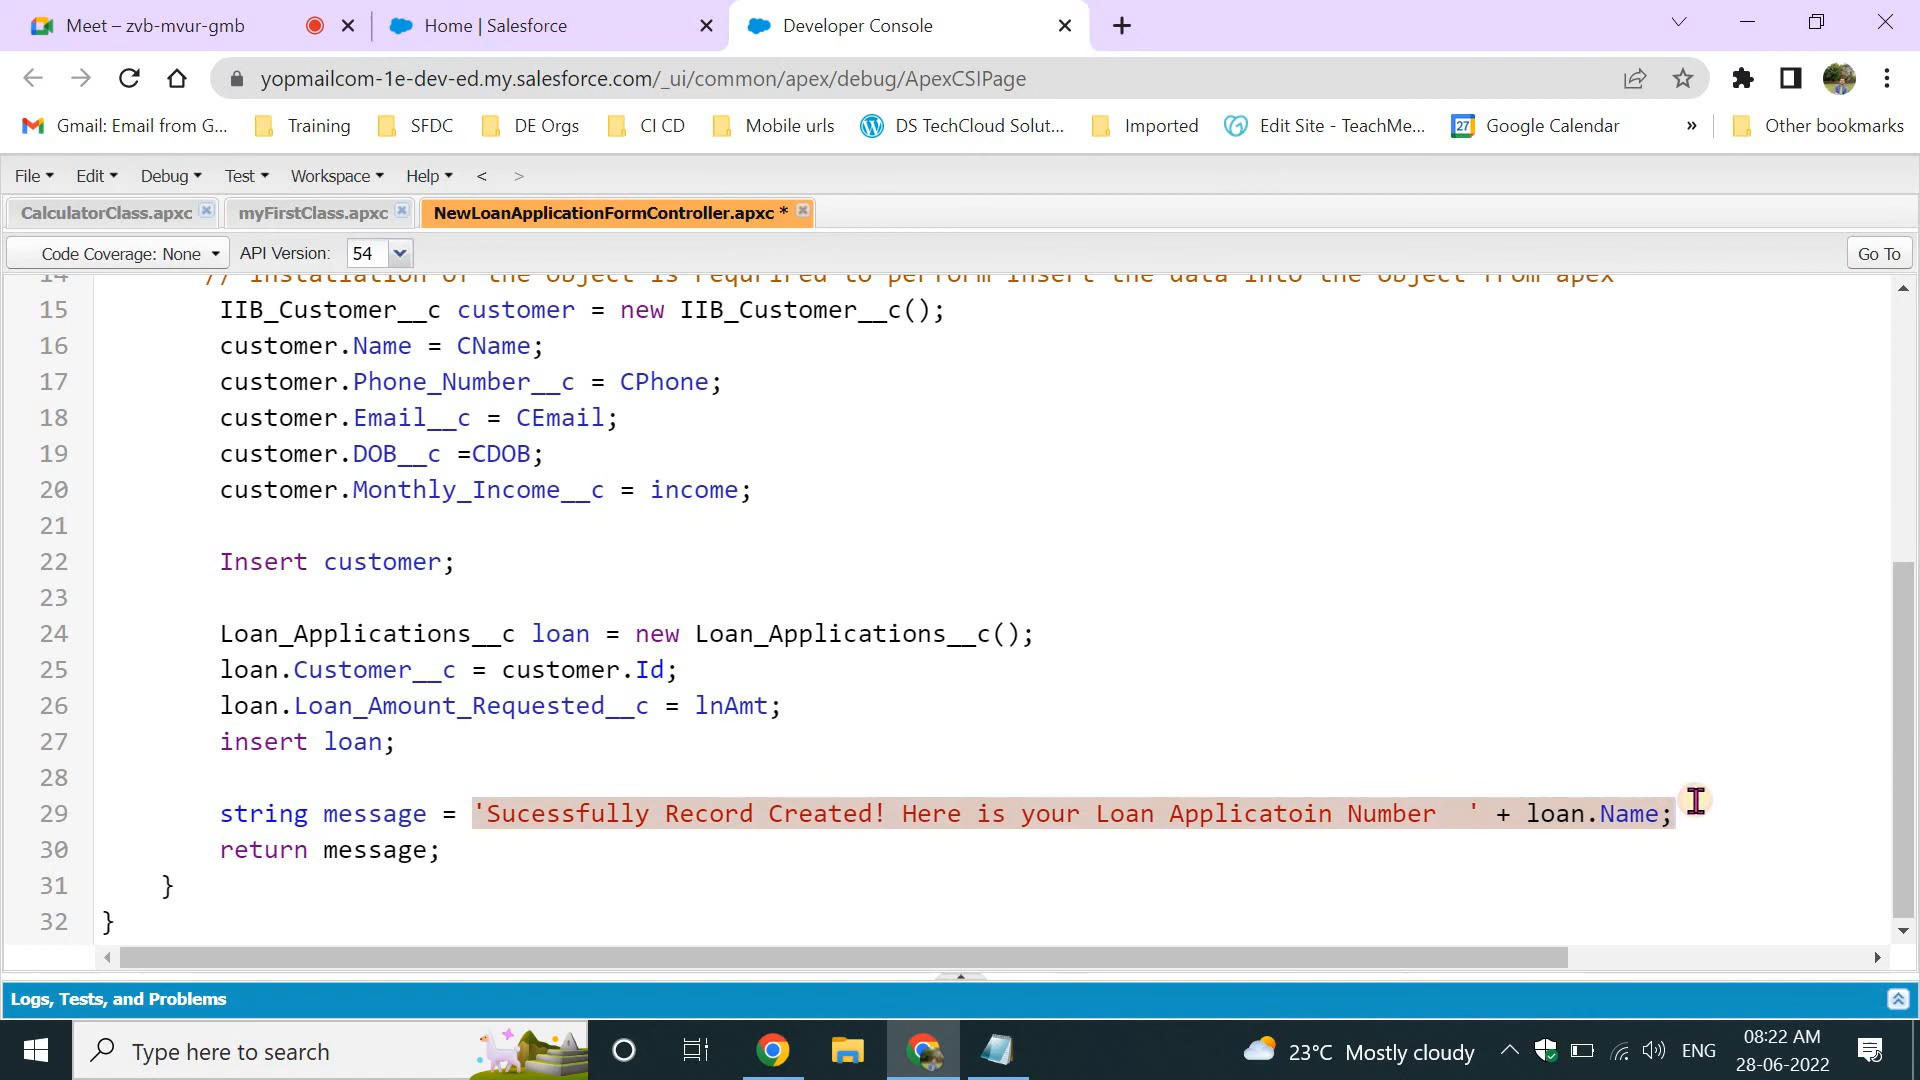 Meet – zvb-mvur-gmb
Home | Salesforce
Developer Console
yopmailcom-1e-dev-ed.my.salesforce.com/_ui/common/apex/debug/ApexCSIPage
Gmail: Email from G...
Training
SFDC
DE Orgs
CI CD
Mobile urls
DS TechCloud Solut...
Imported
Edit Site - TeachMe...
27
Google Calendar
»
Other bookmarks
File
Edit
Debug
Test
Workspace
Help
<
>
CalculatorClass.apxc
myFirstClass.apxc
NewLoanApplicationFormController.apxc *
Code Coverage: None
API Version:
54
Go To
15 IIB_Customer__c customer = new IIB_Customer__c();
16 customer.Name = CName;
17 customer.Phone_Number__c = CPhone;
18 customer.Email__c = CEmail;
19 customer.DOB__c =CDOB;
20 customer.Monthly_Income__c = income;
21
22 Insert customer;
23
24 Loan_Applications__c loan = new Loan_Applications__c();
25 loan.Customer__c = customer.Id;
26 loan.Loan_Amount_Requested__c = lnAmt;
27 insert loan;
28
29 string message = 'Sucessfully Record Created! Here is your Loan Applicatoin Number  ' + loan.Name;
30 return message;
31 }
32 }
Logs, Tests, and Problems
Type here to search
23°C Mostly cloudy
ENG
08:22 AM
28-06-2022